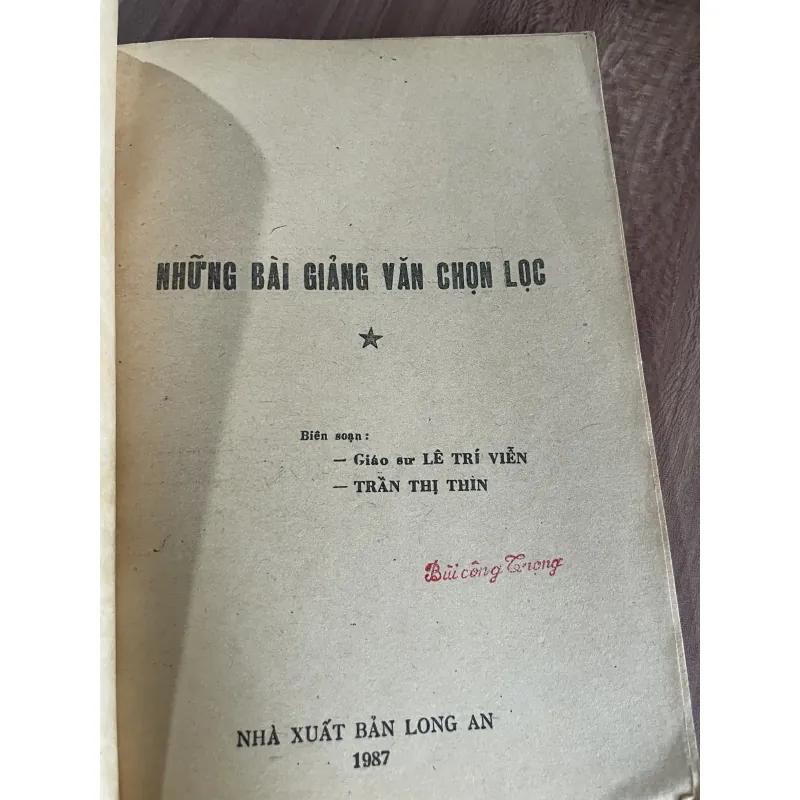 NHỮNG BÀI GIẢNG VĂN CHỌN LỌC
Biên soạn:
— Giáo sư LÊ TRÍ VIỄN
— TRẦN THỊ THÌN
Bùi công Trọng
NHÀ XUẤT BẢN LONG AN
1987